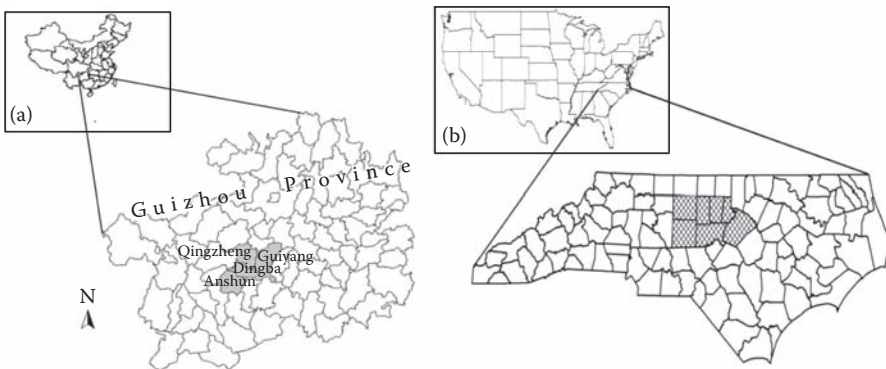 (a)
(b)
Guizhou Province
Qingzheng
Guiyang
Dingba
Anshun
N